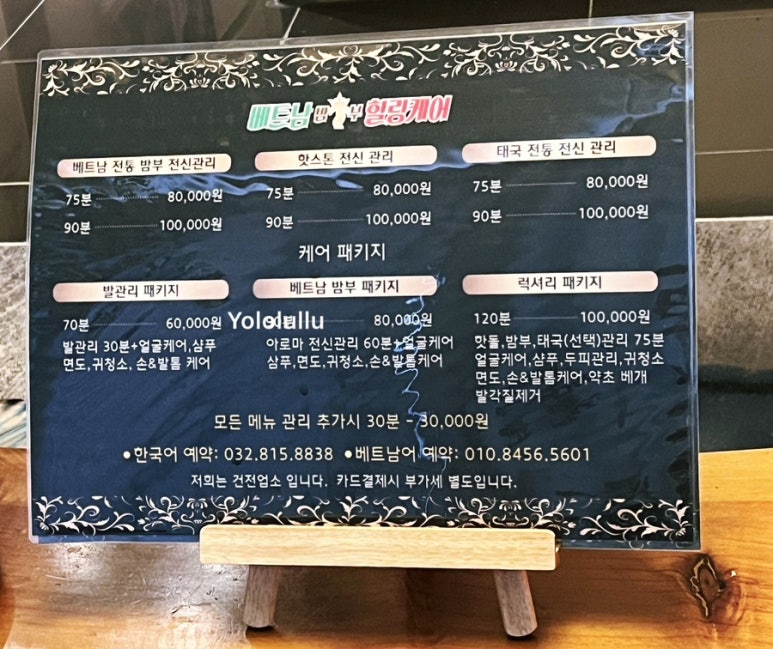 베트남 밤부 힐링케어
베트남 전통 밤부 전신관리
75분 80,000원
90분 100,000원
핫스톤 전신 관리
75분 80,000원
90분 100,000원
태국 전통 전신 관리
75분 80,000원
90분 100,000원
케어 패키지
발관리 패키지
70분 60,000원
발관리 30분+얼굴케어,샴푸
면도,귀청소, 손&발톱 케어
베트남 밤부 패키지
80,000원
아로마 전신관리 60분+얼굴케어
샴푸,면도,귀청소,손&발톱케어
럭셔리 패키지
120분 100,000원
맛돌,밤부,태국(선택)관리 75분
얼굴케어,샴푸,두피관리,귀청소
면도,손&발톱케어,약초 베개
발각질제거
Yololullu
모든 메뉴 관리 추가시 30분 - 30,000원
•한국어 예약: 032.815.8838 •베트남어 예약: 010.8456.5601
저희는 건전업소 입니다. 카드결제시 부가세 별도입니다.